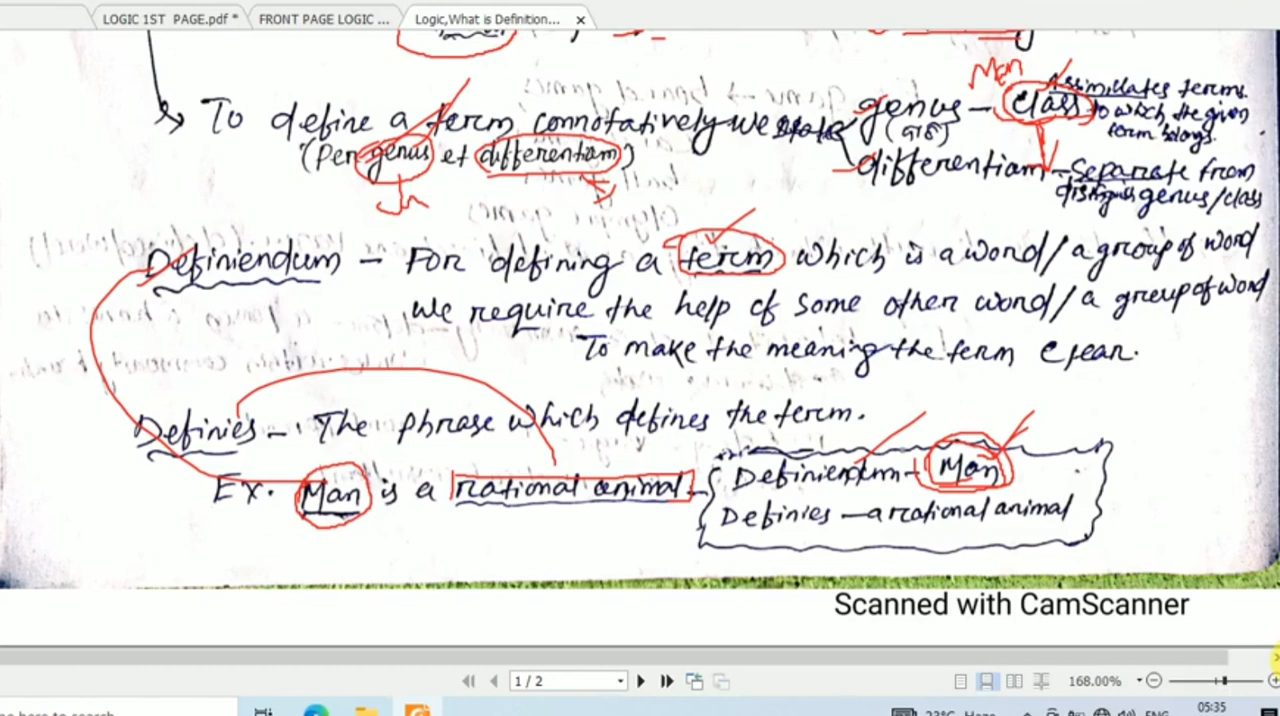 LOGIC 1ST PAGE.pdf *
FRONT PAGE LOGIC ...
Logic,What is Definition...
Man
To define a term connotatively we state genus – class
Assimillates terms
to which the given
term belongs.
(Per genus et differentiam)
differentiam – Separate from
distinguish genus/class
Definiendum – For defining a term which is a word/a group of word
we require the help of some other word/a group of word
To make the meaning the term clear.
Definies – The phrase which defines the term.
Ex. Man is a rational animal –
Definiendum – Man
Definies – a rational animal
Scanned with CamScanner
1 / 2
168.00%
05:35
ENG